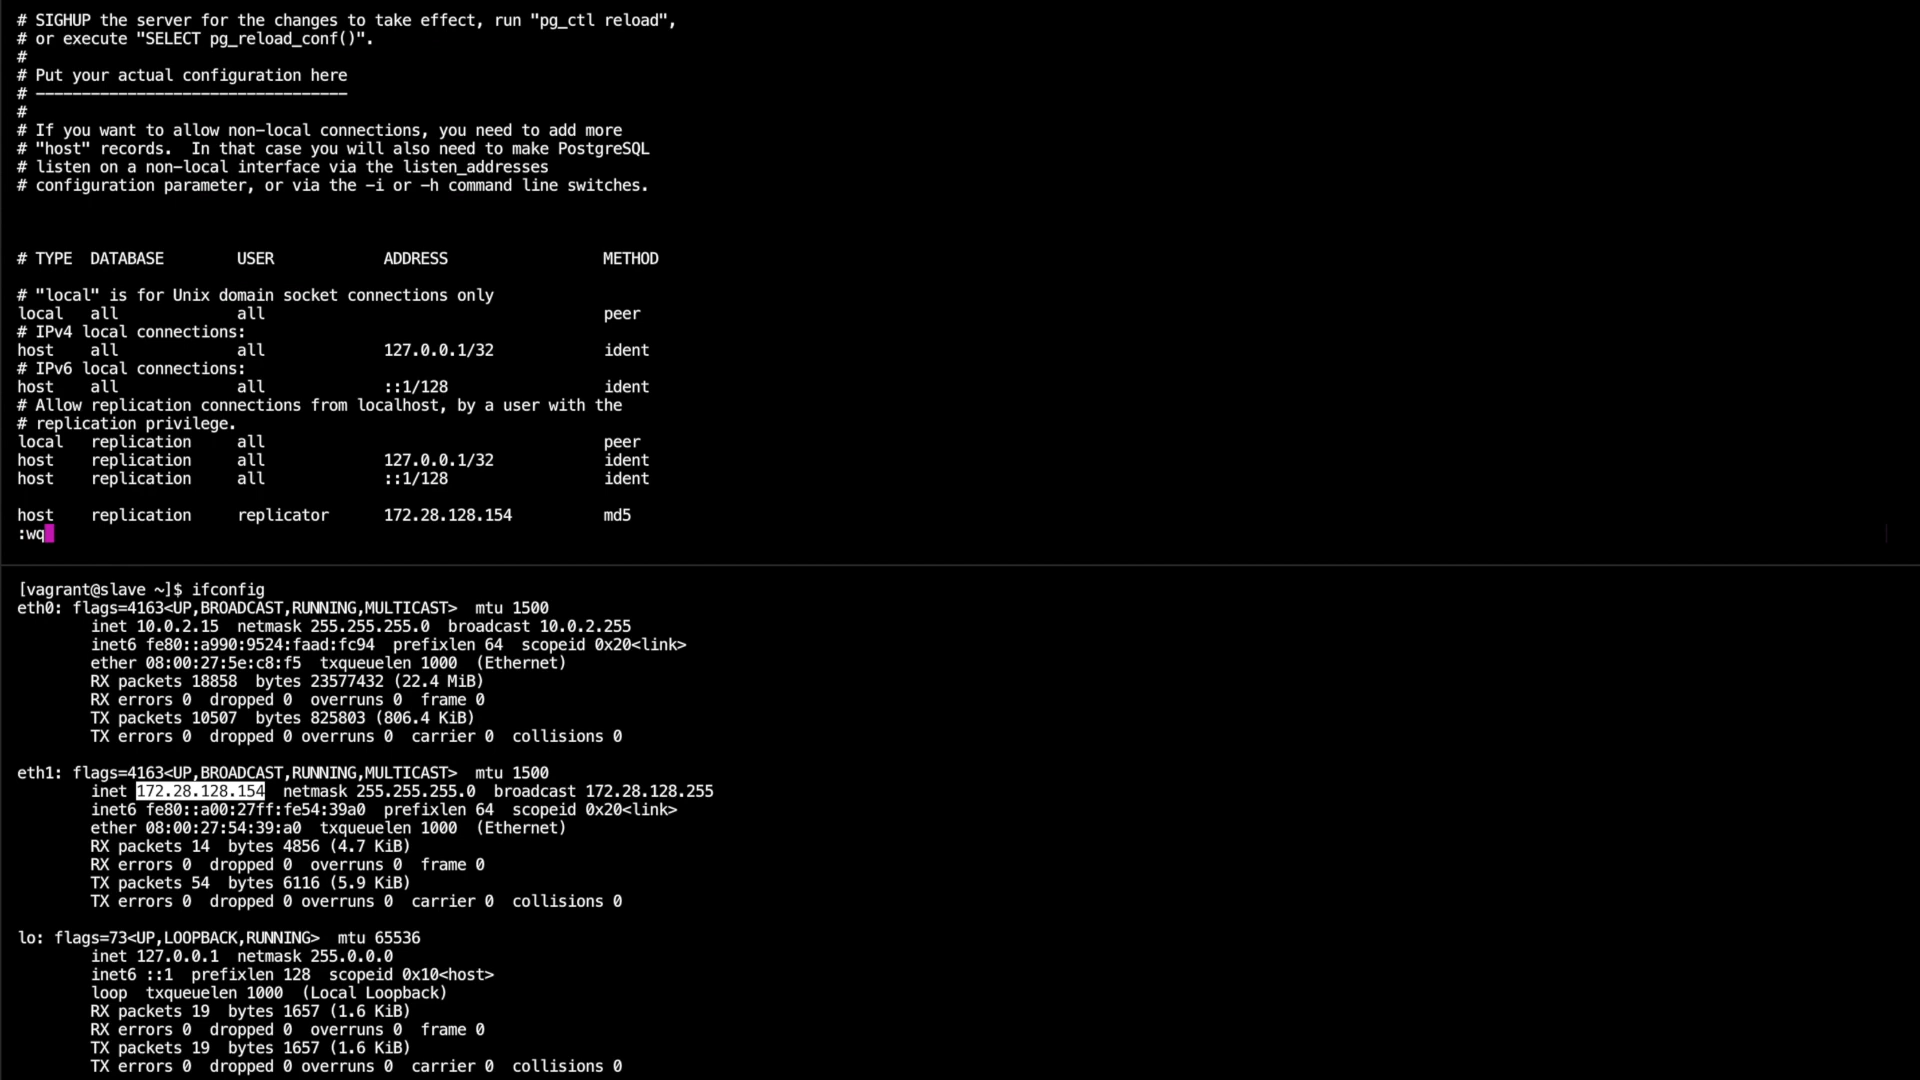 # SIGHUP the server for the changes to take effect, run "pg_ctl reload",
# or execute "SELECT pg_reload_conf()".
#
# Put your actual configuration here
# ----------------------------------
#
# If you want to allow non-local connections, you need to add more
# "host" records.  In that case you will also need to make PostgreSQL
# listen on a non-local interface via the listen_addresses
# configuration parameter, or via the -i or -h command line switches.
# TYPE  DATABASE        USER            ADDRESS                 METHOD
# "local" is for Unix domain socket connections only
local   all             all                                     peer
# IPv4 local connections:
host    all             all             127.0.0.1/32            ident
# IPv6 local connections:
host    all             all             ::1/128                 ident
# Allow replication connections from localhost, by a user with the
# replication privilege.
local   replication     all                                     peer
host    replication     all             127.0.0.1/32            ident
host    replication     all             ::1/128                 ident
host    replication     replicator      172.28.128.154          md5
:wq
[vagrant@slave ~]$ ifconfig
eth0: flags=4163<UP,BROADCAST,RUNNING,MULTICAST>  mtu 1500
        inet 10.0.2.15  netmask 255.255.255.0  broadcast 10.0.2.255
        inet6 fe80::a990:9524:faad:fc94  prefixlen 64  scopeid 0x20<link>
        ether 08:00:27:5e:c8:f5  txqueuelen 1000  (Ethernet)
        RX packets 18858  bytes 23577432 (22.4 MiB)
        RX errors 0  dropped 0  overruns 0  frame 0
        TX packets 10507  bytes 825803 (806.4 KiB)
        TX errors 0  dropped 0 overruns 0  carrier 0  collisions 0
eth1: flags=4163<UP,BROADCAST,RUNNING,MULTICAST>  mtu 1500
        inet 172.28.128.154  netmask 255.255.255.0  broadcast 172.28.128.255
        inet6 fe80::a00:27ff:fe54:39a0  prefixlen 64  scopeid 0x20<link>
        ether 08:00:27:54:39:a0  txqueuelen 1000  (Ethernet)
        RX packets 14  bytes 4856 (4.7 KiB)
        RX errors 0  dropped 0  overruns 0  frame 0
        TX packets 54  bytes 6116 (5.9 KiB)
        TX errors 0  dropped 0 overruns 0  carrier 0  collisions 0
lo: flags=73<UP,LOOPBACK,RUNNING>  mtu 65536
        inet 127.0.0.1  netmask 255.0.0.0
        inet6 ::1  prefixlen 128  scopeid 0x10<host>
        loop  txqueuelen 1000  (Local Loopback)
        RX packets 19  bytes 1657 (1.6 KiB)
        RX errors 0  dropped 0  overruns 0  frame 0
        TX packets 19  bytes 1657 (1.6 KiB)
        TX errors 0  dropped 0 overruns 0  carrier 0  collisions 0